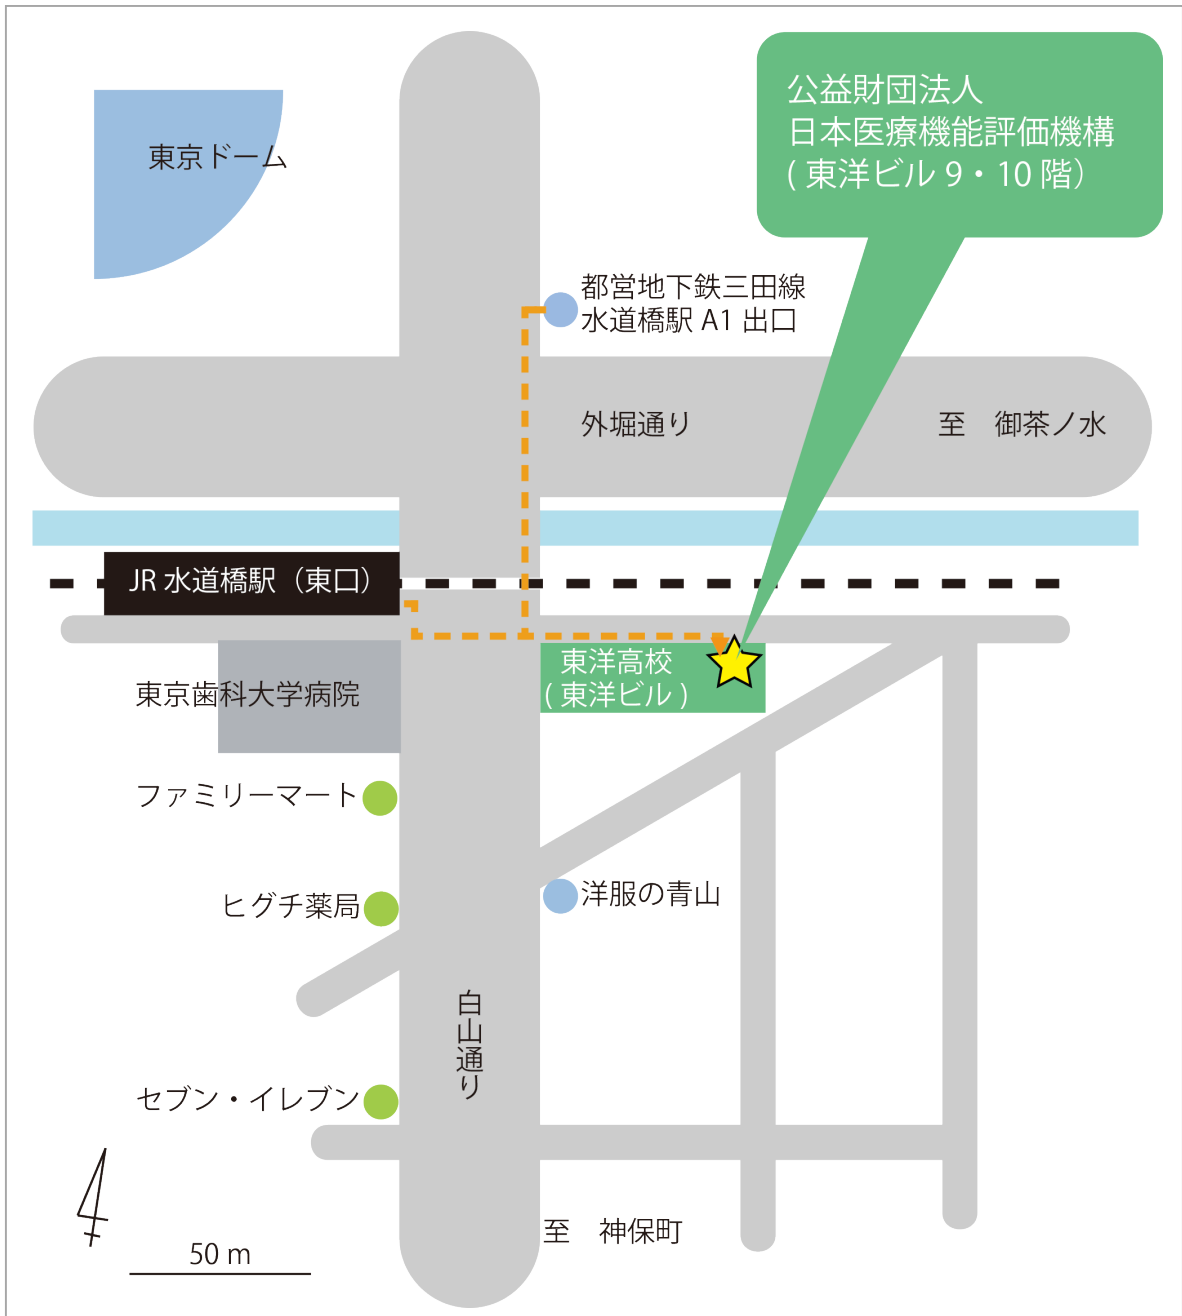 公益財団法人
日本医療機能評価機構
( 東洋ビル 9・10 階）
東京ドーム
都営地下鉄三田線
水道橋駅 A1 出口
外堀通り
至　御茶ノ水
JR 水道橋駅（東口）
東洋高校
( 東洋ビル )
東京歯科大学病院
ファミリーマート
ヒグチ薬局
洋服の青山
白山通り
セブン・イレブン
至　神保町
50 m